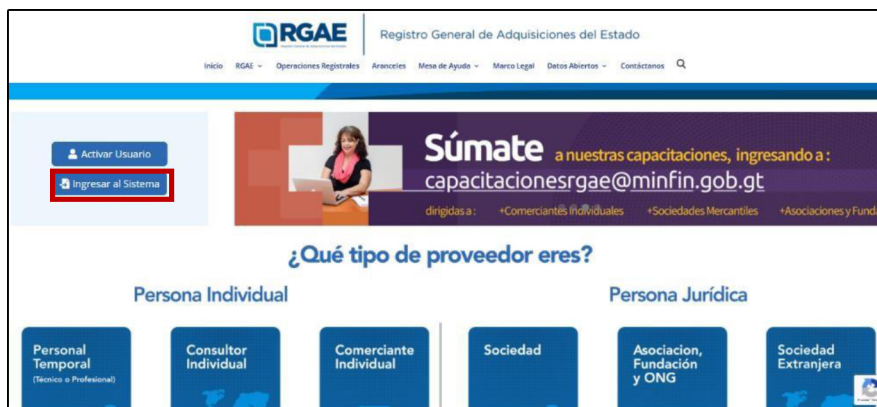 RGAE
Registro General de Adquisiciones del Estado
Inicio RGAE Operaciones Registrales Aranceles Mesa de Ayuda Marco Legal Datos Abiertos Contáctanos
Activar Usuario
Ingresar al Sistema
Súmate a nuestras capacitaciones, ingresando a :
capacitacionesrgae@minfin.gob.gt
dirigidas a : +Comerciantes Individuales +Sociedades Mercantiles +Asociaciones y Funda
¿Qué tipo de proveedor eres?
Persona Individual
Persona Jurídica
Personal
Temporal
(Técnico o Profesional)
Consultor
Individual
Comerciante
Individual
Sociedad
Asociacion,
Fundación
y ONG
Sociedad
Extranjera